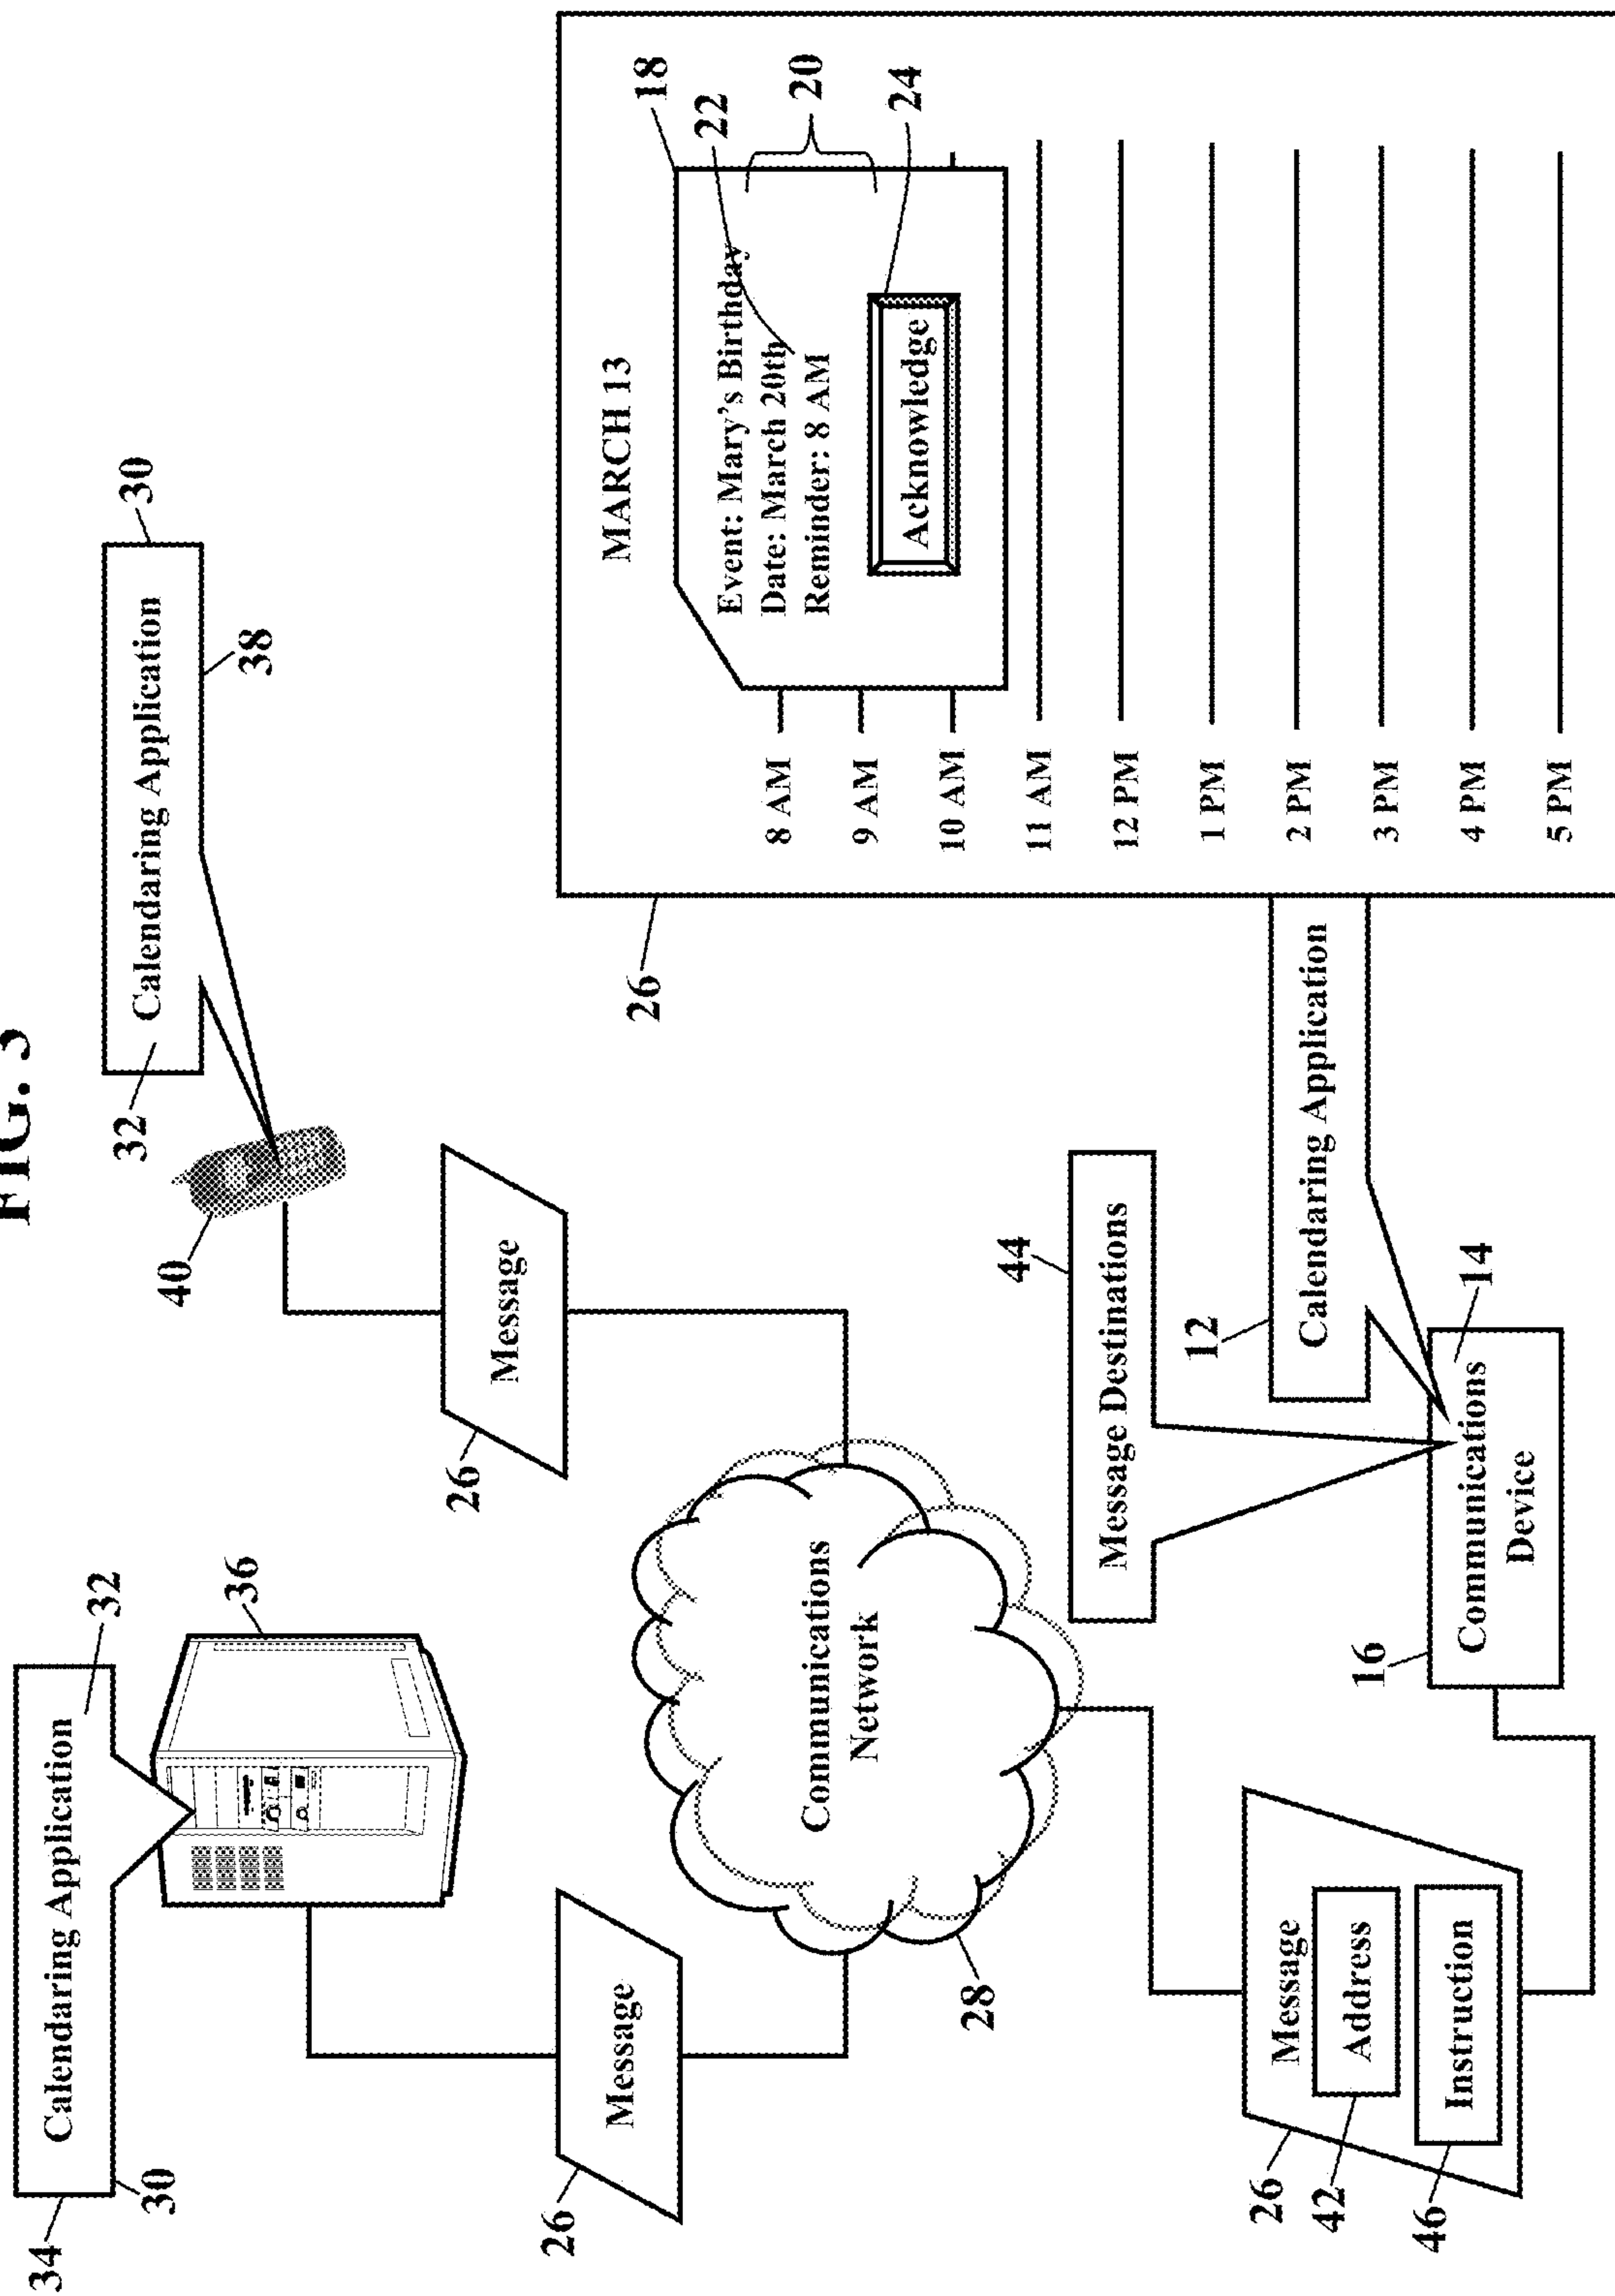 FIG. 3
34
30
Calendaring Application
32
36
26
Message
40
32
Calendaring Application
30
38
26
Message
28
Communications
Network
26
Message
42
Address
46
Instruction
16
Communications
Device
14
44
Message Destinations
12
Calendaring Application
26
MARCH 13
18
22
20
24
Event: Mary's Birthday
Date: March 20th
Reminder: 8 AM
Acknowledge
8 AM
9 AM
10 AM
11 AM
12 PM
1 PM
2 PM
3 PM
4 PM
5 PM